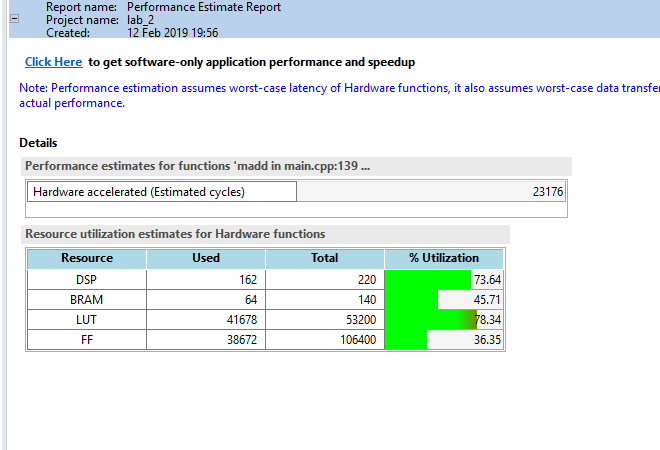 Report name: Performance Estimate Report
Project name: lab_2
Created: 12 Feb 2019 19:56
Click Here to get software-only application performance and speedup
Note: Performance estimation assumes worst-case latency of Hardware functions, it also assumes worst-case data transfe
actual performance.
Details
Performance estimates for functions 'madd in main.cpp:139 ...
Hardware accelerated (Estimated cycles) 23176
Resource utilization estimates for Hardware functions
Resource Used Total % Utilization
DSP 162 220 73.64
BRAM 64 140 45.71
LUT 41678 53200 78.34
FF 38672 106400 36.35